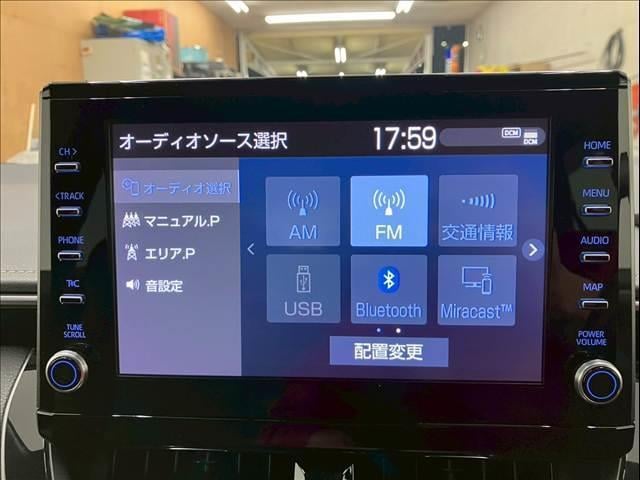 オーディオソース選択
17:59
DCM
DCM
CH>
<TRACK
PHONE
T/C
TUNE
SCROLL
オーディオ選択
マニュアル.P
エリア.P
音設定
AM
FM
交通情報
USB
Bluetooth
Miracast™
配置変更
HOME
MENU
AUDIO
MAP
POWER
VOLUME